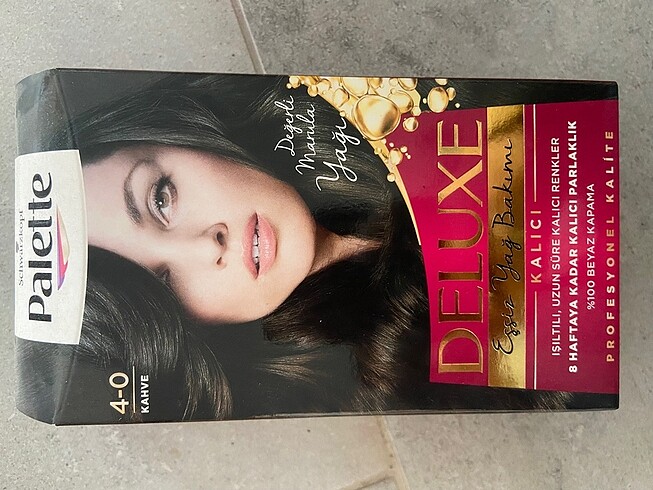 Schwarzkopf
Palette
4-0
KAHVE
Değerli
Marula
Yağı
DELUXE
Eşsiz Yağ Bakımı
KALICI
IŞILTILI, UZUN SÜRE KALICI RENKLER
8 HAFTAYA KADAR KALICI PARLAKLIK
%100 BEYAZ KAPAMA
PROFESYONEL KALİTE